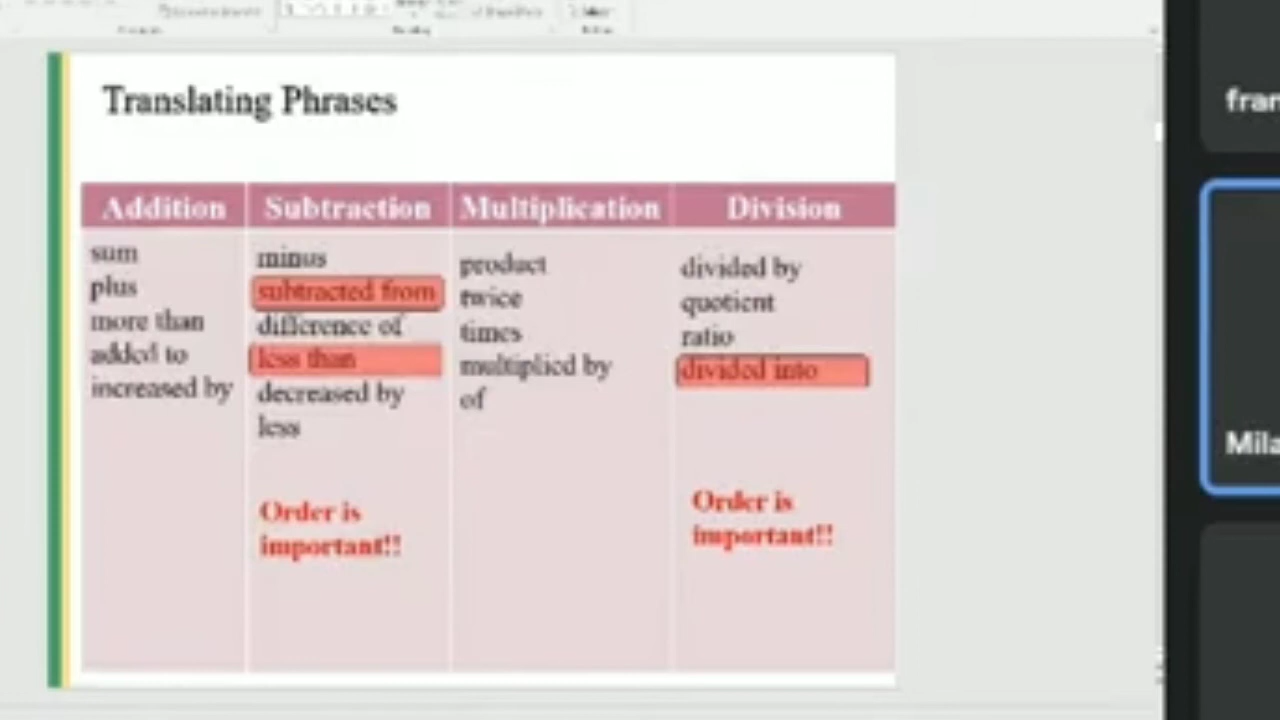 Translating Phrases
Addition
sum
plus
more than
added to
increased by
Subtraction
minus
subtracted from
difference of
less than
decreased by
less
Order is
important!!
Multiplication
product
twice
times
multiplied by
of
Division
divided by
quotient
ratio
divided into
Order is
important!!
fran
Mila